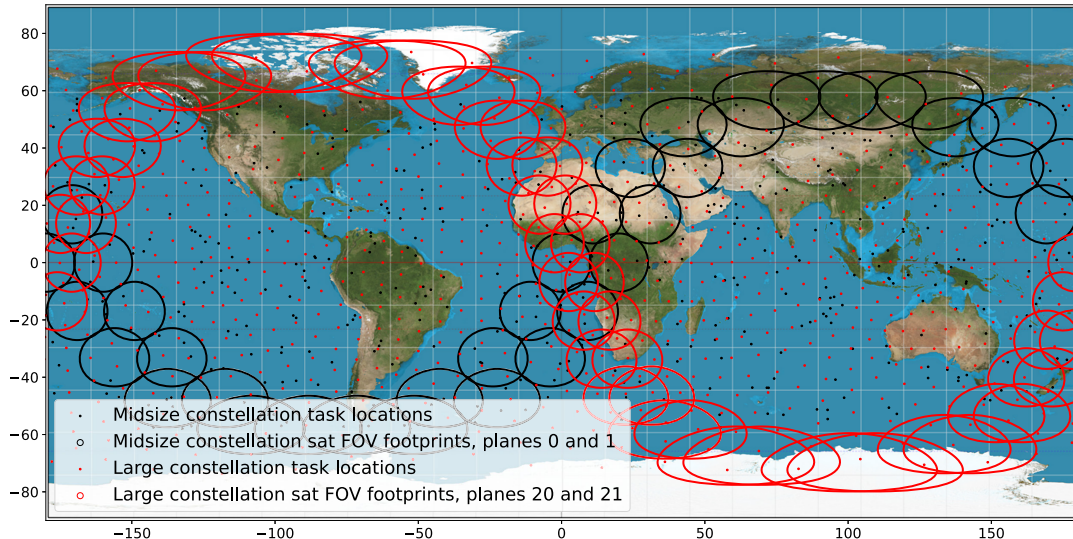 80
60
40
20
0
−20
−40
−60
−80
Midsize constellation task locations
Midsize constellation sat FOV footprints, planes 0 and 1
Large constellation task locations
Large constellation sat FOV footprints, planes 20 and 21
−150 −100 −50 0 50 100 150